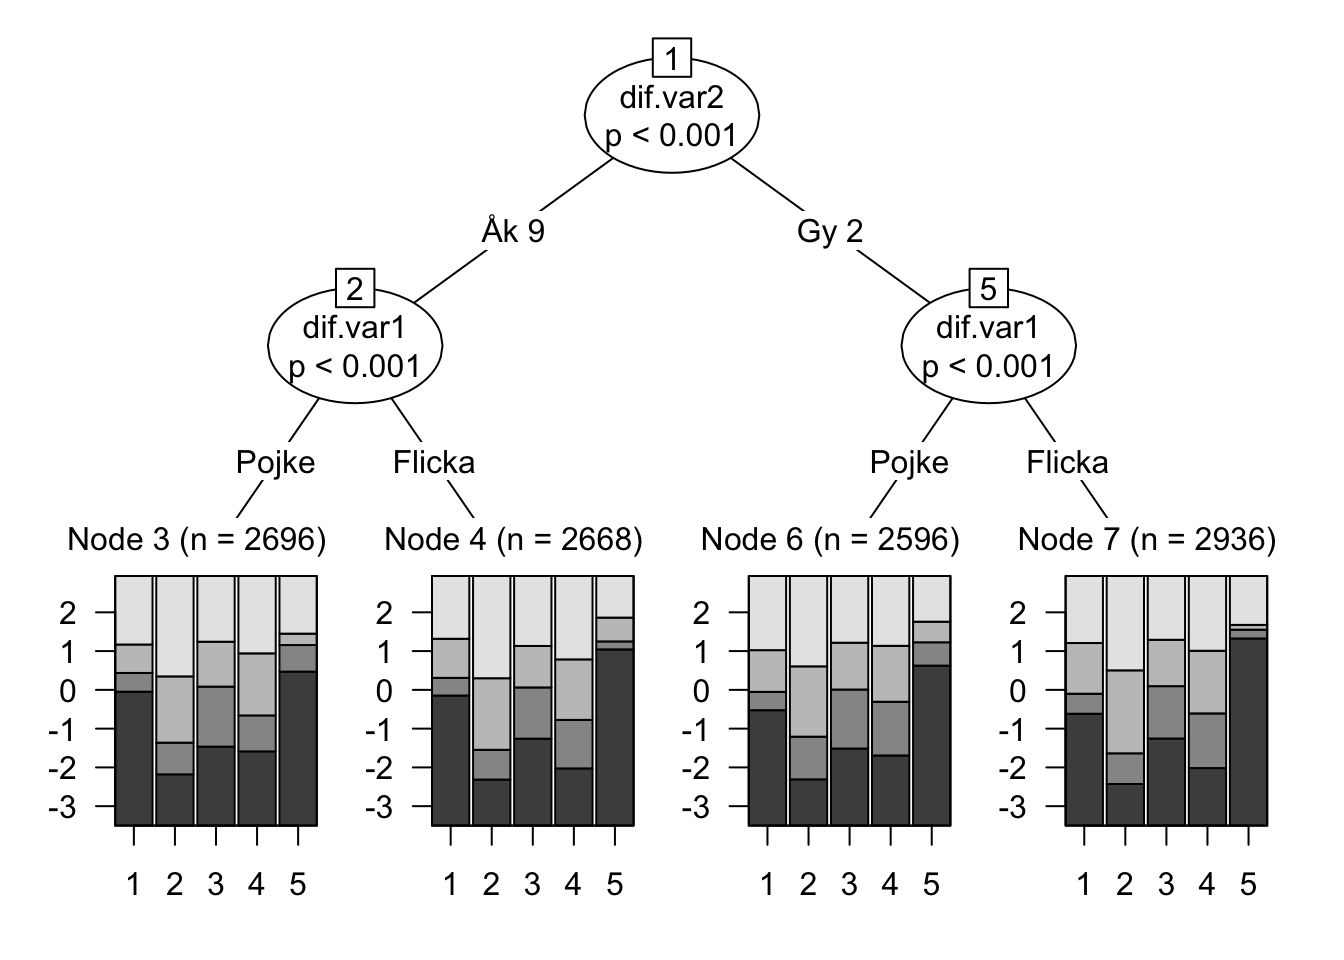 1
dif.var2
p < 0.001
Åk 9
Gy 2
2
dif.var1
p < 0.001
5
dif.var1
p < 0.001
Pojke
Flicka
Pojke
Flicka
Node 3 (n = 2696)
2
1
0
-1
-2
-3
1 2 3 4 5
Node 4 (n = 2668)
2
1
0
-1
-2
-3
1 2 3 4 5
Node 6 (n = 2596)
2
1
0
-1
-2
-3
1 2 3 4 5
Node 7 (n = 2936)
2
1
0
-1
-2
-3
1 2 3 4 5